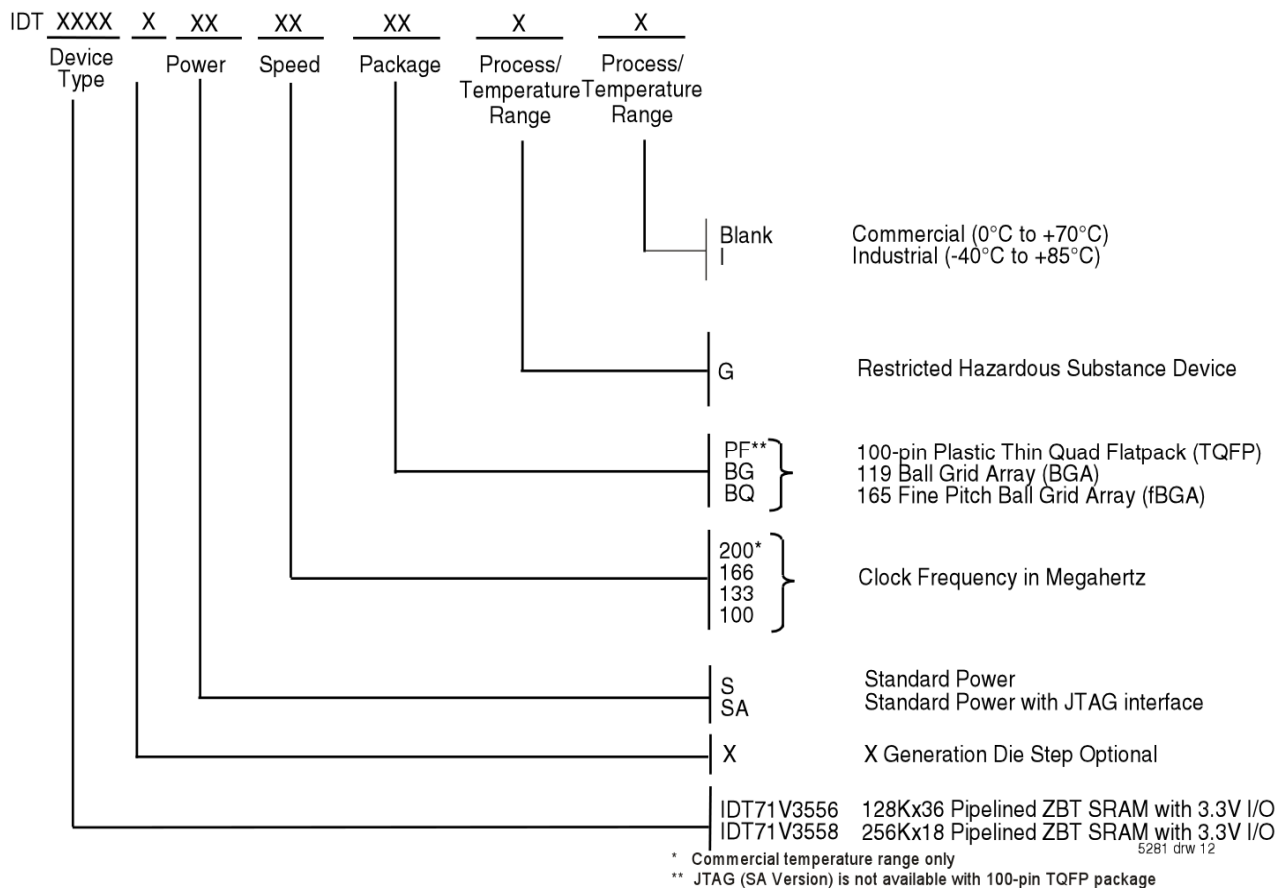 IDT XXXX X XX XX XX X X
Device Type Power Speed Package Process/ Temperature Range Process/ Temperature Range
Blank Commercial (0°C to +70°C)
I Industrial (-40°C to +85°C)
G Restricted Hazardous Substance Device
PF** 100-pin Plastic Thin Quad Flatpack (TQFP)
BG 119 Ball Grid Array (BGA)
BQ 165 Fine Pitch Ball Grid Array (fBGA)
200*
166
133
100
Clock Frequency in Megahertz
S Standard Power
SA Standard Power with JTAG interface
X X Generation Die Step Optional
IDT71V3556 128Kx36 Pipelined ZBT SRAM with 3.3V I/O
IDT71V3558 256Kx18 Pipelined ZBT SRAM with 3.3V I/O
5281 drw 12
* Commercial temperature range only
** JTAG (SA Version) is not available with 100-pin TQFP package